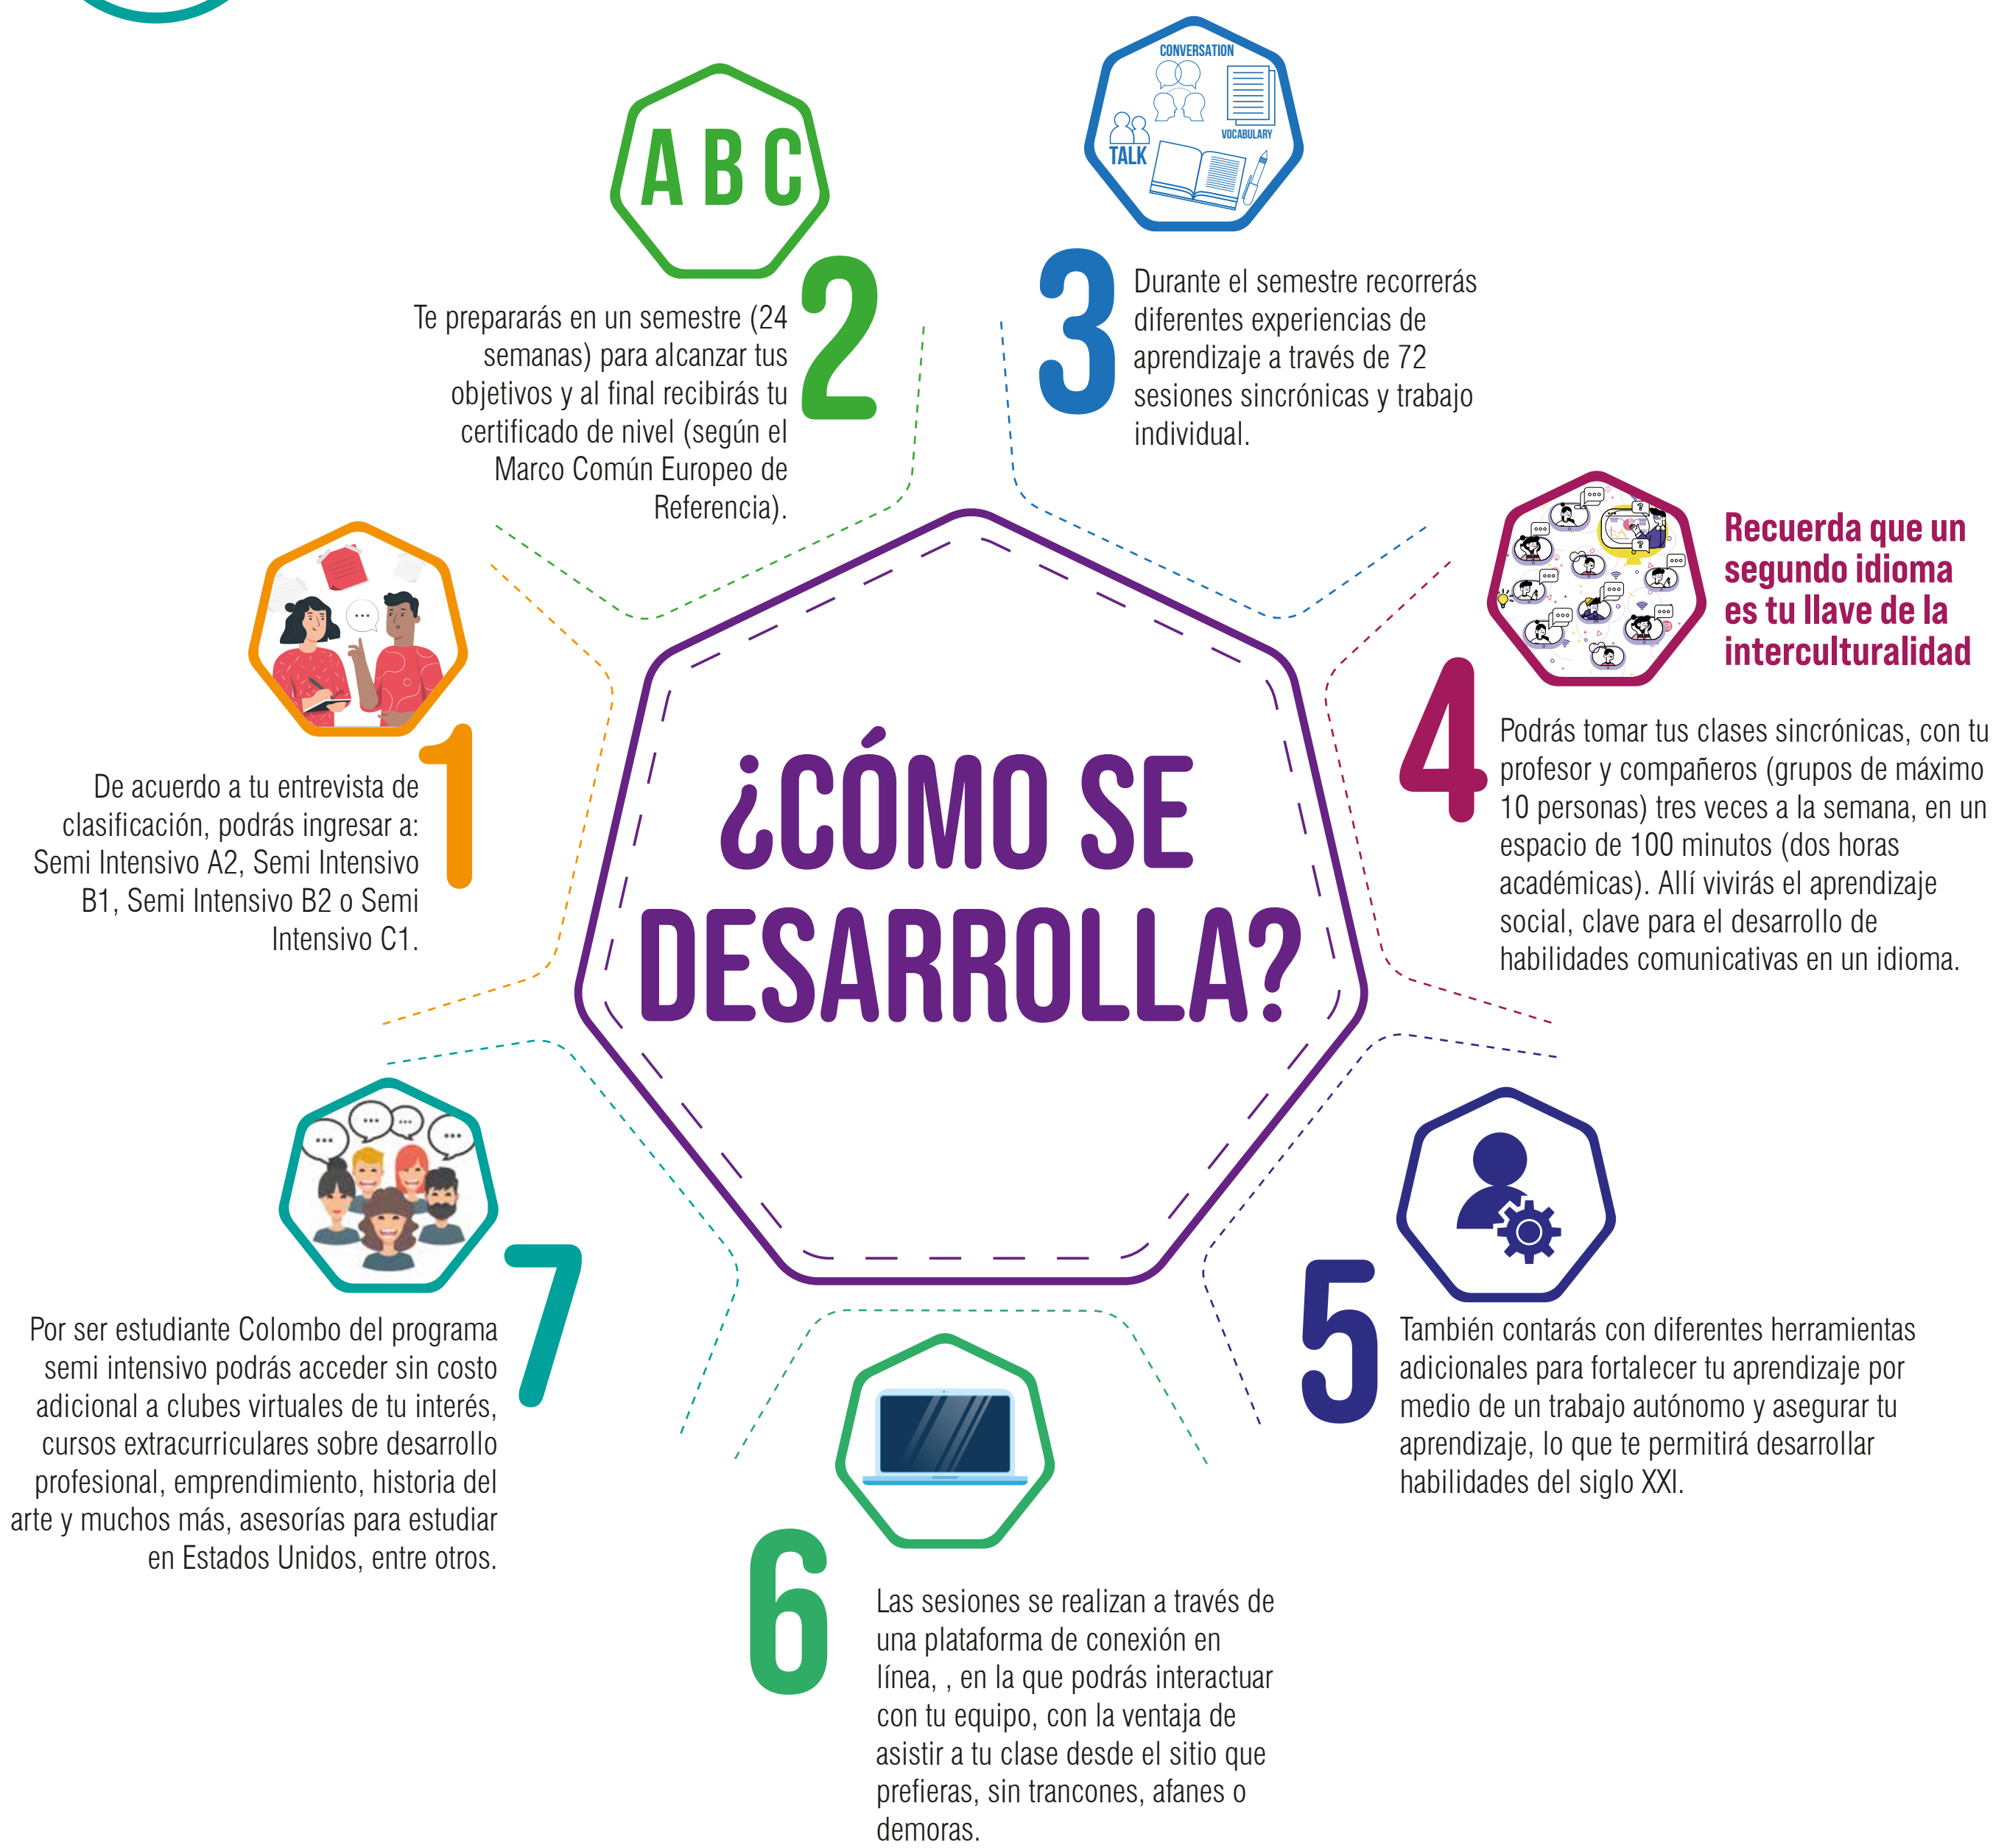 ¿CÓMO SE
DESARROLLA?
1
De acuerdo a tu entrevista de
clasificación, podrás ingresar a:
Semi Intensivo A2, Semi Intensivo
B1, Semi Intensivo B2 o Semi
Intensivo C1.
A B C
2
Te prepararás en un semestre (24
semanas) para alcanzar tus
objetivos y al final recibirás tu
certificado de nivel (según el
Marco Común Europeo de
Referencia).
CONVERSATION
VOCABULARY
TALK
3
Durante el semestre recorrerás
diferentes experiencias de
aprendizaje a través de 72
sesiones sincrónicas y trabajo
individual.
Recuerda que un
segundo idioma
es tu llave de la
interculturalidad
4
Podrás tomar tus clases sincrónicas, con tu
profesor y compañeros (grupos de máximo
10 personas) tres veces a la semana, en un
espacio de 100 minutos (dos horas
académicas). Allí vivirás el aprendizaje
social, clave para el desarrollo de
habilidades comunicativas en un idioma.
5
También contarás con diferentes herramientas
adicionales para fortalecer tu aprendizaje por
medio de un trabajo autónomo y asegurar tu
aprendizaje, lo que te permitirá desarrollar
habilidades del siglo XXI.
6
Las sesiones se realizan a través de
una plataforma de conexión en
línea, , en la que podrás interactuar
con tu equipo, con la ventaja de
asistir a tu clase desde el sitio que
prefieras, sin trancones, afanes o
demoras.
7
Por ser estudiante Colombo del programa
semi intensivo podrás acceder sin costo
adicional a clubes virtuales de tu interés,
cursos extracurriculares sobre desarrollo
profesional, emprendimiento, historia del
arte y muchos más, asesorías para estudiar
en Estados Unidos, entre otros.